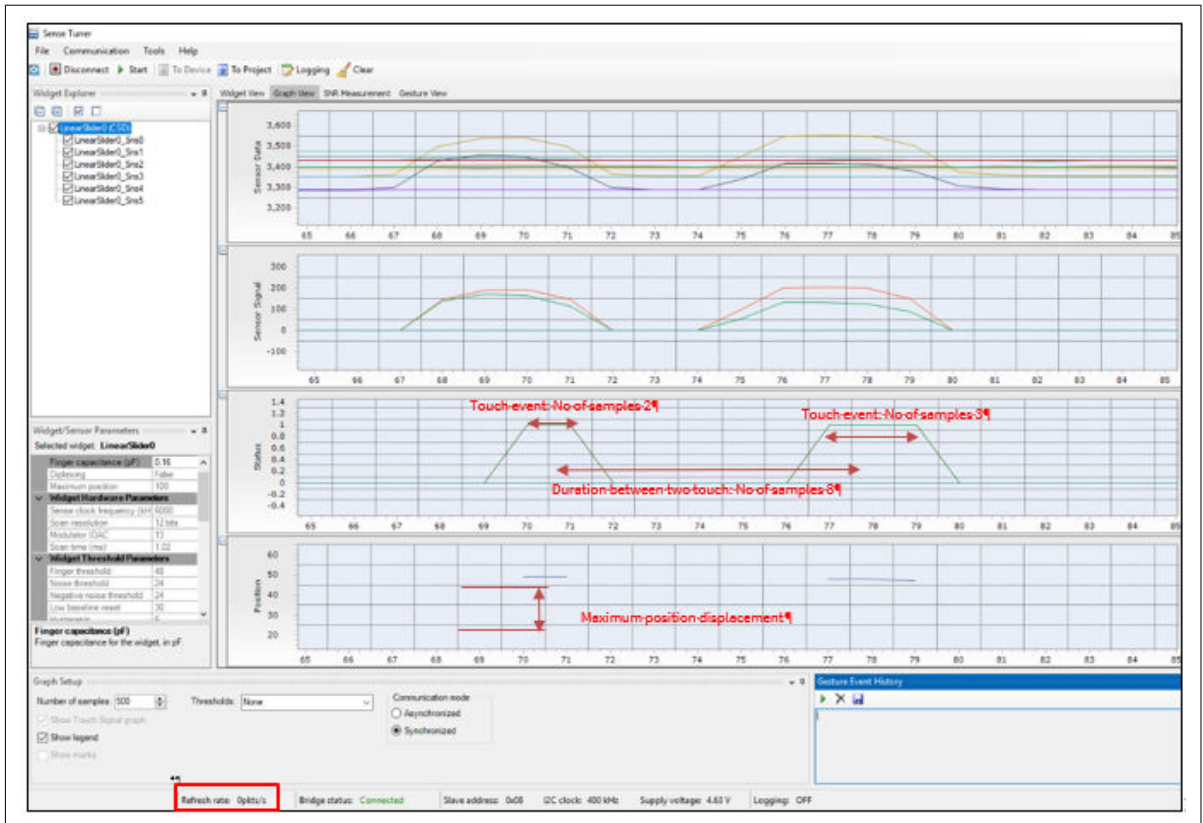 Sense Tuner
File Communication Tools Help
Disconnect Start To Device To Project Logging Clear
Widget Explorer
Widget View Graph View SNR Measurement Gesture View
LinearSlider0 (CSD)
LinearSlider0_Sns0
LinearSlider0_Sns1
LinearSlider0_Sns2
LinearSlider0_Sns3
LinearSlider0_Sns4
LinearSlider0_Sns5
Sensor Data
3,600
3,500
3,400
3,300
3,200
65 66 67 68 69 70 71 72 73 74 75 76 77 78 79 80 81 82 83 84 85
Sensor Signal
300
200
100
0
-100
65 66 67 68 69 70 71 72 73 74 75 76 77 78 79 80 81 82 83 84 85
Status
1.4
1.2
1
0.8
0.6
0.4
0.2
0
-0.2
-0.4
Touch event: No of samples 2¶
Touch event: No of samples 3¶
Duration between two touch: No of samples 8¶
65 66 67 68 69 70 71 72 73 74 75 76 77 78 79 80 81 82 83 84 85
Position
60
50
40
30
20
Maximum position displacement¶
65 66 67 68 69 70 71 72 73 74 75 76 77 78 79 80 81 82 83 84 85
Widget/Sensor Parameters
Selected widget: LinearSlider0
Finger capacitance (pF) 0.16
Diplexing False
Maximum position 100
Widget Hardware Parameters
Sense clock frequency (kH 6000
Scan resolution 12 bits
Modulator IDAC 13
Scan time (ms) 1.02
Widget Threshold Parameters
Finger threshold 48
Noise threshold 24
Negative noise threshold 24
Low baseline reset 30
Finger capacitance (pF)
Finger capacitance for the widget, in pF.
Graph Setup
Number of samples: 500 Thresholds: None
Show Touch Signal graph
Show legend
Show marks
Communication mode
Asynchronized
Synchronized
Gesture Event History
Refresh rate: 0pkts/s Bridge status: Connected Slave address: 0x08 I2C clock: 400 kHz Supply voltage: 4.63 V Logging: OFF